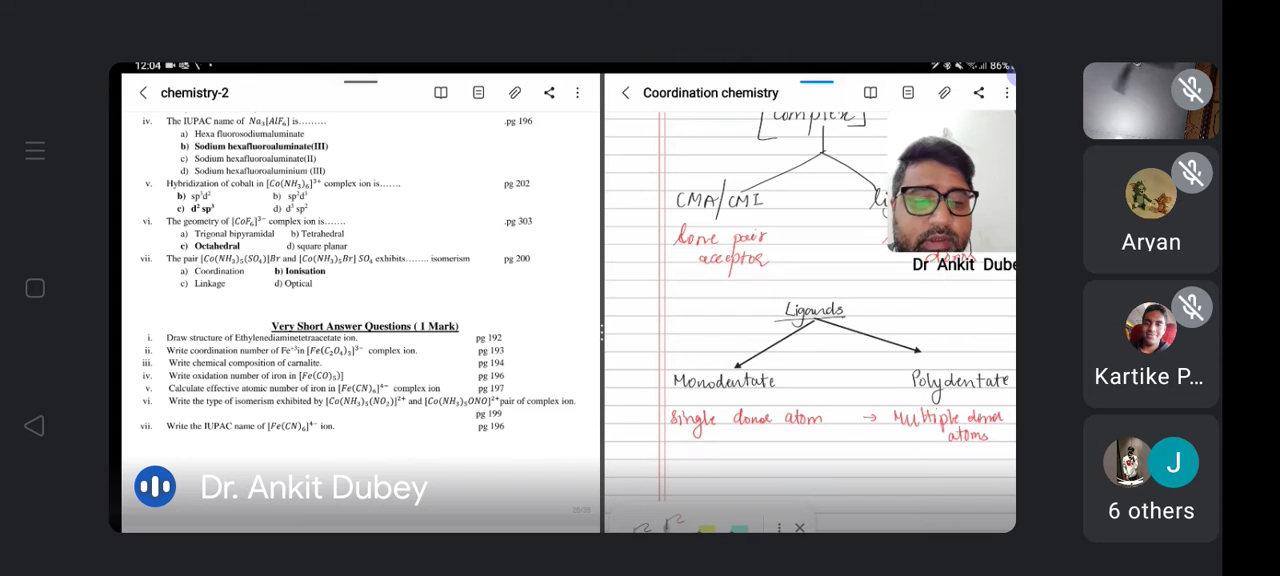 12:04
86%
chemistry-2
iv. The IUPAC name of Na₃[AlF₆] is......... .pg 196
a) Hexa fluorosodiumaluminate
b) Sodium hexafluoroaluminate(III)
c) Sodium hexafluoroaluminate(II)
d) Sodium hexafluoroaluminium (III)
v. Hybridization of cobalt in [Co(NH₃)₆]³⁺ complex ion is....... pg 202
b) sp³d² b) sp²d³
c) d² sp³ d) d³ sp²
vi. The geometry of [CoF₆]³⁻ complex ion is....... .pg 303
a) Trigonal bipyramidal b) Tetrahedral
c) Octahedral d) square planar
vii. The pair [Co(NH₃)₅(SO₄)]Br and [Co(NH₃)₅Br] SO₄ exhibits........ isomerism pg 200
a) Coordination b) Ionisation
c) Linkage d) Optical
Very Short Answer Questions ( 1 Mark)
i. Draw structure of Ethylenediaminetetraacetate ion. pg 192
ii. Write coordination number of Fe⁺³in [Fe(C₂O₄)₃]³⁻ complex ion. pg 193
iii. Write chemical composition of carnalite. pg 194
iv. Write oxidation number of iron in [Fe(CO)₅)] pg 196
v. Calculate effective atomic number of iron in [Fe(CN)₆]⁴⁻ complex ion pg 197
vi. Write the type of isomerism exhibited by [Co(NH₃)₅(NO₂)]²⁺ and [Co(NH₃)₅ONO]²⁺pair of complex ion.
pg 199
vii. Write the IUPAC name of [Fe(CN)₆]⁴⁻ ion. pg 196
Dr. Ankit Dubey
Coordination chemistry
[complex]
CMA/CMI
lone pair
acceptor
Dr Ankit Dube
Ligands
Monodentate Polydentate
Single donor atom → Multiple donor
atoms
Aryan
Kartike P...
J
6 others